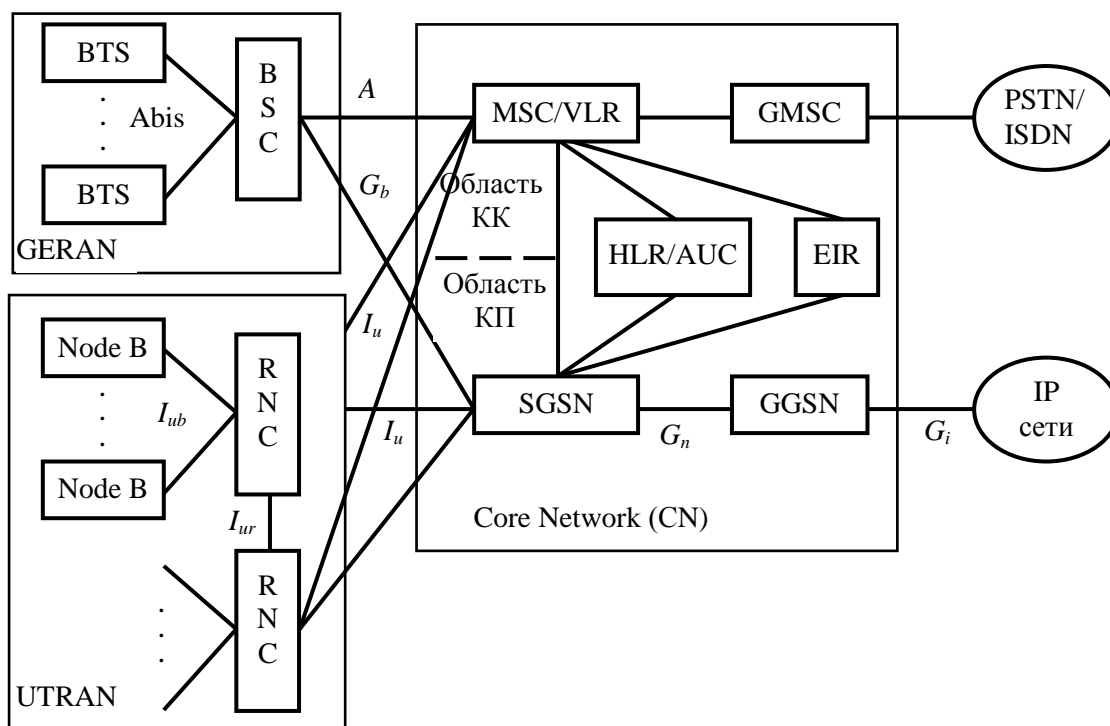 BTS
Abis
BTS
B
S
C
GERAN
A
G_b
MSC/VLR
GMSC
PSTN/
ISDN
Область
КК
Область
КП
HLR/AUC
EIR
I_u
I_u
Node B
I_ub
Node B
R
N
C
I_ur
R
N
C
UTRAN
SGSN
G_n
GGSN
G_i
IP
сети
Core Network (CN)